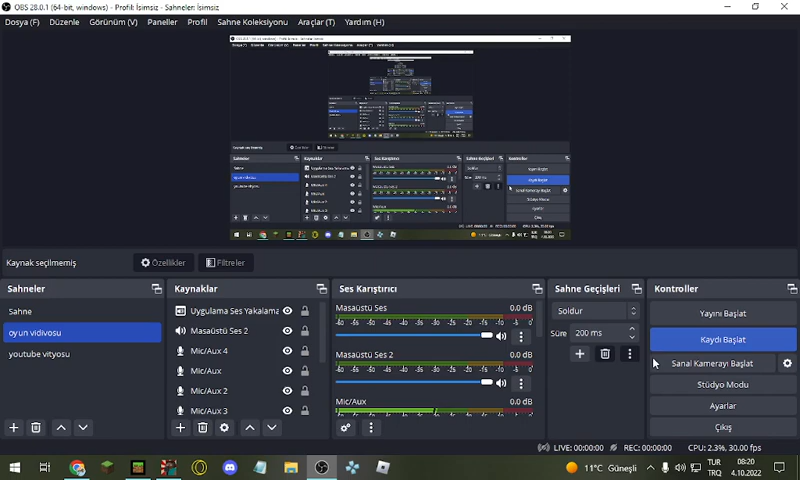 OBS 28.0.1 (64-bit, windows) - Profil: İsimsiz - Sahneler: İsimsiz
Dosya (F) Düzenle Görünüm (V) Paneller Profil Sahne Koleksiyonu Araçlar (T) Yardım (H)
Kaynak seçilmemiş Özellikler Filtreler
Sahneler
Sahne
oyun vidivosu
youtube vityosu
Kaynaklar
Uygulama Ses Yakalama
Masaüstü Ses 2
Mic/Aux 4
Mic/Aux
Mic/Aux 2
Mic/Aux 3
Ses Karıştırıcı
Masaüstü Ses 0.0 dB
-60 -55 -50 -45 -40 -35 -30 -25 -20 -15 -10 -5 0
Masaüstü Ses 2 0.0 dB
-60 -55 -50 -45 -40 -35 -30 -25 -20 -15 -10 -5 0
Mic/Aux 0.0 dB
Sahne Geçişleri
Soldur
Süre 200 ms
Kontroller
Yayını Başlat
Kaydı Başlat
Sanal Kamerayı Başlat
Stüdyo Modu
Ayarlar
Çıkış
LIVE: 00:00:00 REC: 00:00:00 CPU: 2.3%, 30.00 fps
11°C Güneşli
TUR
TRQ
08:20
4.10.2022